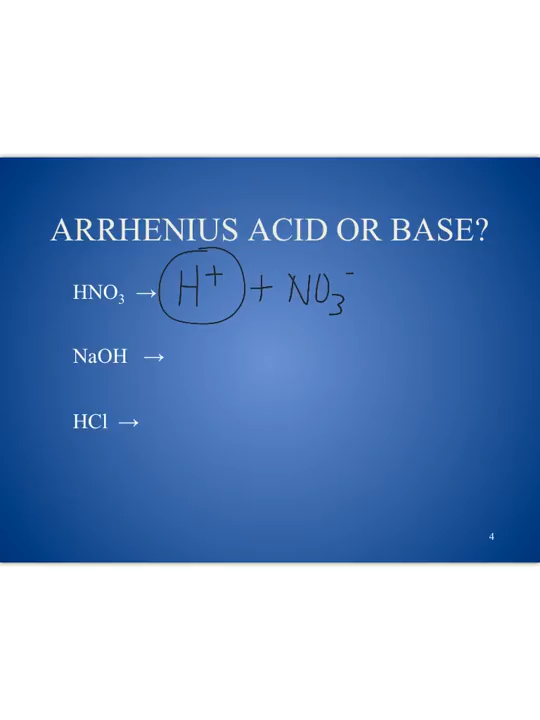 ARRHENIUS ACID OR BASE?
HNO₃ → H⁺ + NO₃⁻
NaOH →
HCl →
4